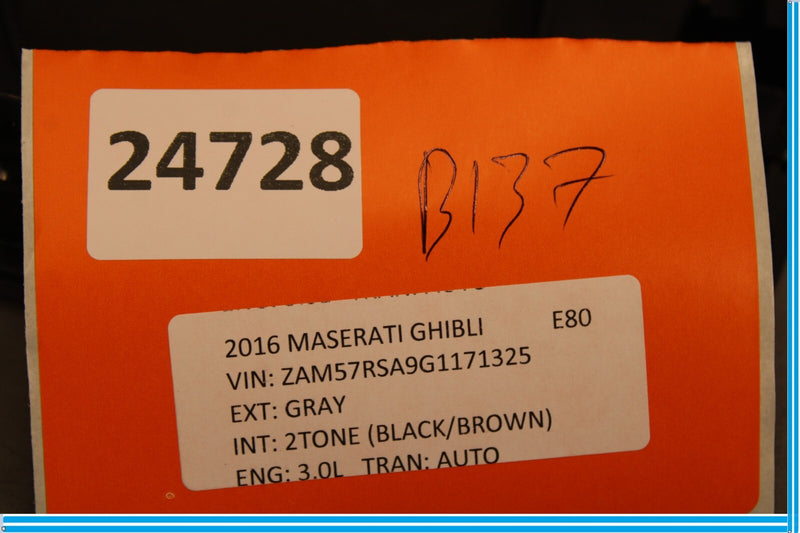 24728
B137
2016 MASERATI GHIBLI E80
VIN: ZAM57RSA9G1171325
EXT: GRAY
INT: 2TONE (BLACK/BROWN)
ENG: 3.0L TRAN: AUTO